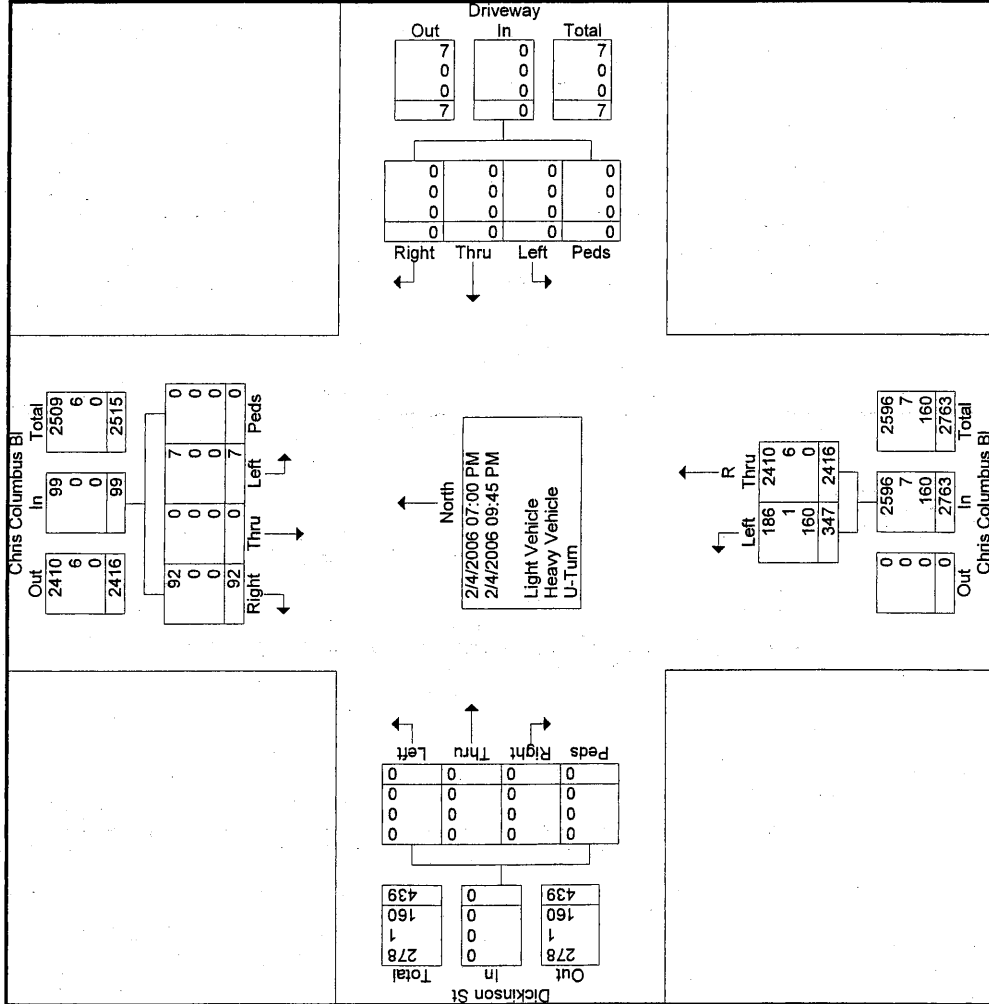 Driveway
Out In Total
7 0 7
0 0 0
0 0 0
7 0 7
0 0 0 0
0 0 0 0
0 0 0 0
0 0 0 0
Right Thru Left Peds
Chris Columbus Bl
Out In Total
2410 99 2509
6 0 6
0 0 0
2416 99 2515
92 0 7 0
0 0 0 0
0 0 0 0
92 0 7 0
Right Thru Left Peds
North
2/4/2006 07:00 PM
2/4/2006 09:45 PM
Light Vehicle
Heavy Vehicle
U-Turn
R
Left Thru
186 2410
1 6
160 0
347 2416
0 2596 2596
0 7 7
0 160 160
0 2763 2763
Out In Total
Chris Columbus Bl
Left Thru Right Peds
0 0 0 0
0 0 0 0
0 0 0 0
0 0 0 0
439 0 439
160 0 160
1 0 1
278 0 278
Total In Out
Dickinson St